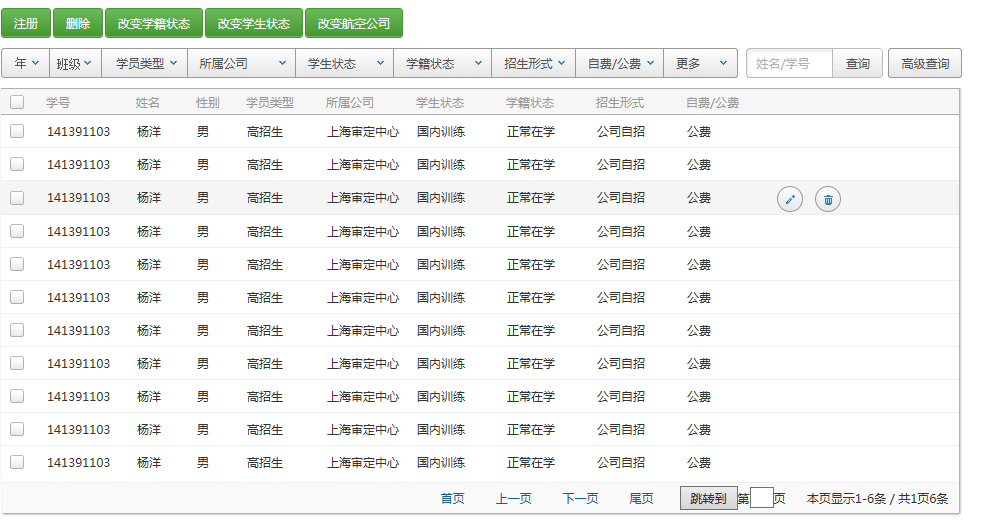 注册 删除 改变学籍状态 改变学生状态 改变航空公司
年 班级 学员类型 所属公司 学生状态 学籍状态 招生形式 自费/公费 更多 姓名/学号 查询 高级查询
学号 姓名 性别 学员类型 所属公司 学生状态 学籍状态 招生形式 自费/公费
141391103 杨洋 男 高招生 上海审定中心 国内训练 正常在学 公司自招 公费
141391103 杨洋 男 高招生 上海审定中心 国内训练 正常在学 公司自招 公费
141391103 杨洋 男 高招生 上海审定中心 国内训练 正常在学 公司自招 公费
141391103 杨洋 男 高招生 上海审定中心 国内训练 正常在学 公司自招 公费
141391103 杨洋 男 高招生 上海审定中心 国内训练 正常在学 公司自招 公费
141391103 杨洋 男 高招生 上海审定中心 国内训练 正常在学 公司自招 公费
141391103 杨洋 男 高招生 上海审定中心 国内训练 正常在学 公司自招 公费
141391103 杨洋 男 高招生 上海审定中心 国内训练 正常在学 公司自招 公费
141391103 杨洋 男 高招生 上海审定中心 国内训练 正常在学 公司自招 公费
141391103 杨洋 男 高招生 上海审定中心 国内训练 正常在学 公司自招 公费
141391103 杨洋 男 高招生 上海审定中心 国内训练 正常在学 公司自招 公费
首页 上一页 下一页 尾页 跳转到 第 页 本页显示1-6条 / 共1页6条